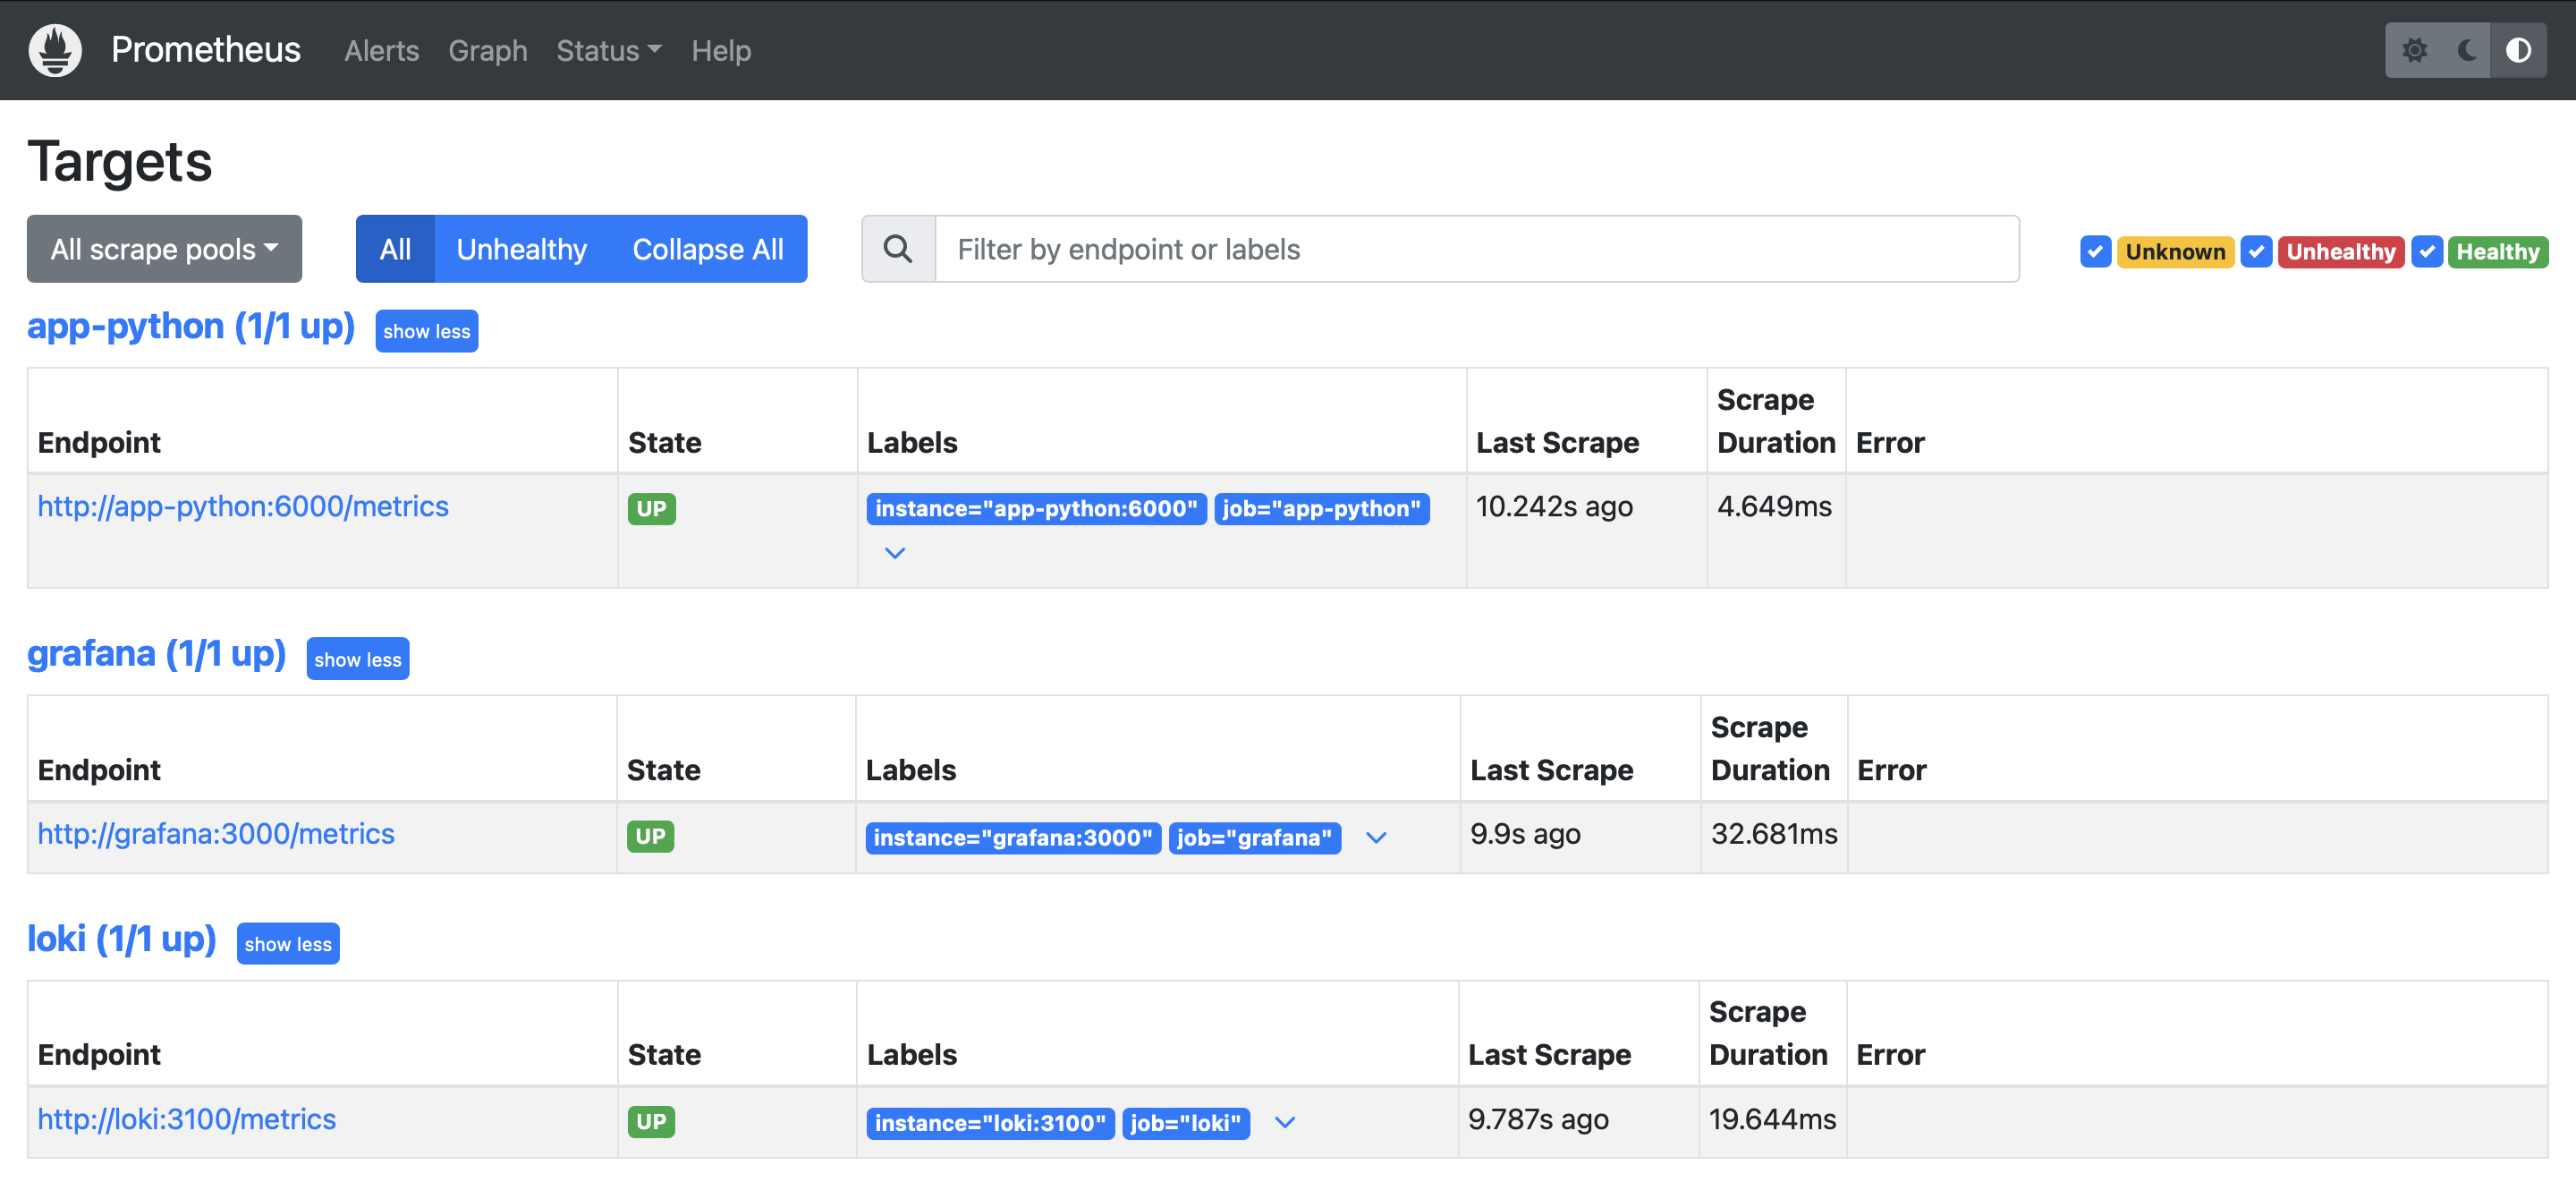 Prometheus Alerts Graph Status Help
Targets
All scrape pools All Unhealthy Collapse All Filter by endpoint or labels Unknown Unhealthy Healthy
app-python (1/1 up) show less
Endpoint State Labels Last Scrape Scrape Duration Error
http://app-python:6000/metrics UP instance="app-python:6000" job="app-python" 10.242s ago 4.649ms
grafana (1/1 up) show less
Endpoint State Labels Last Scrape Scrape Duration Error
http://grafana:3000/metrics UP instance="grafana:3000" job="grafana" 9.9s ago 32.681ms
loki (1/1 up) show less
Endpoint State Labels Last Scrape Scrape Duration Error
http://loki:3100/metrics UP instance="loki:3100" job="loki" 9.787s ago 19.644ms